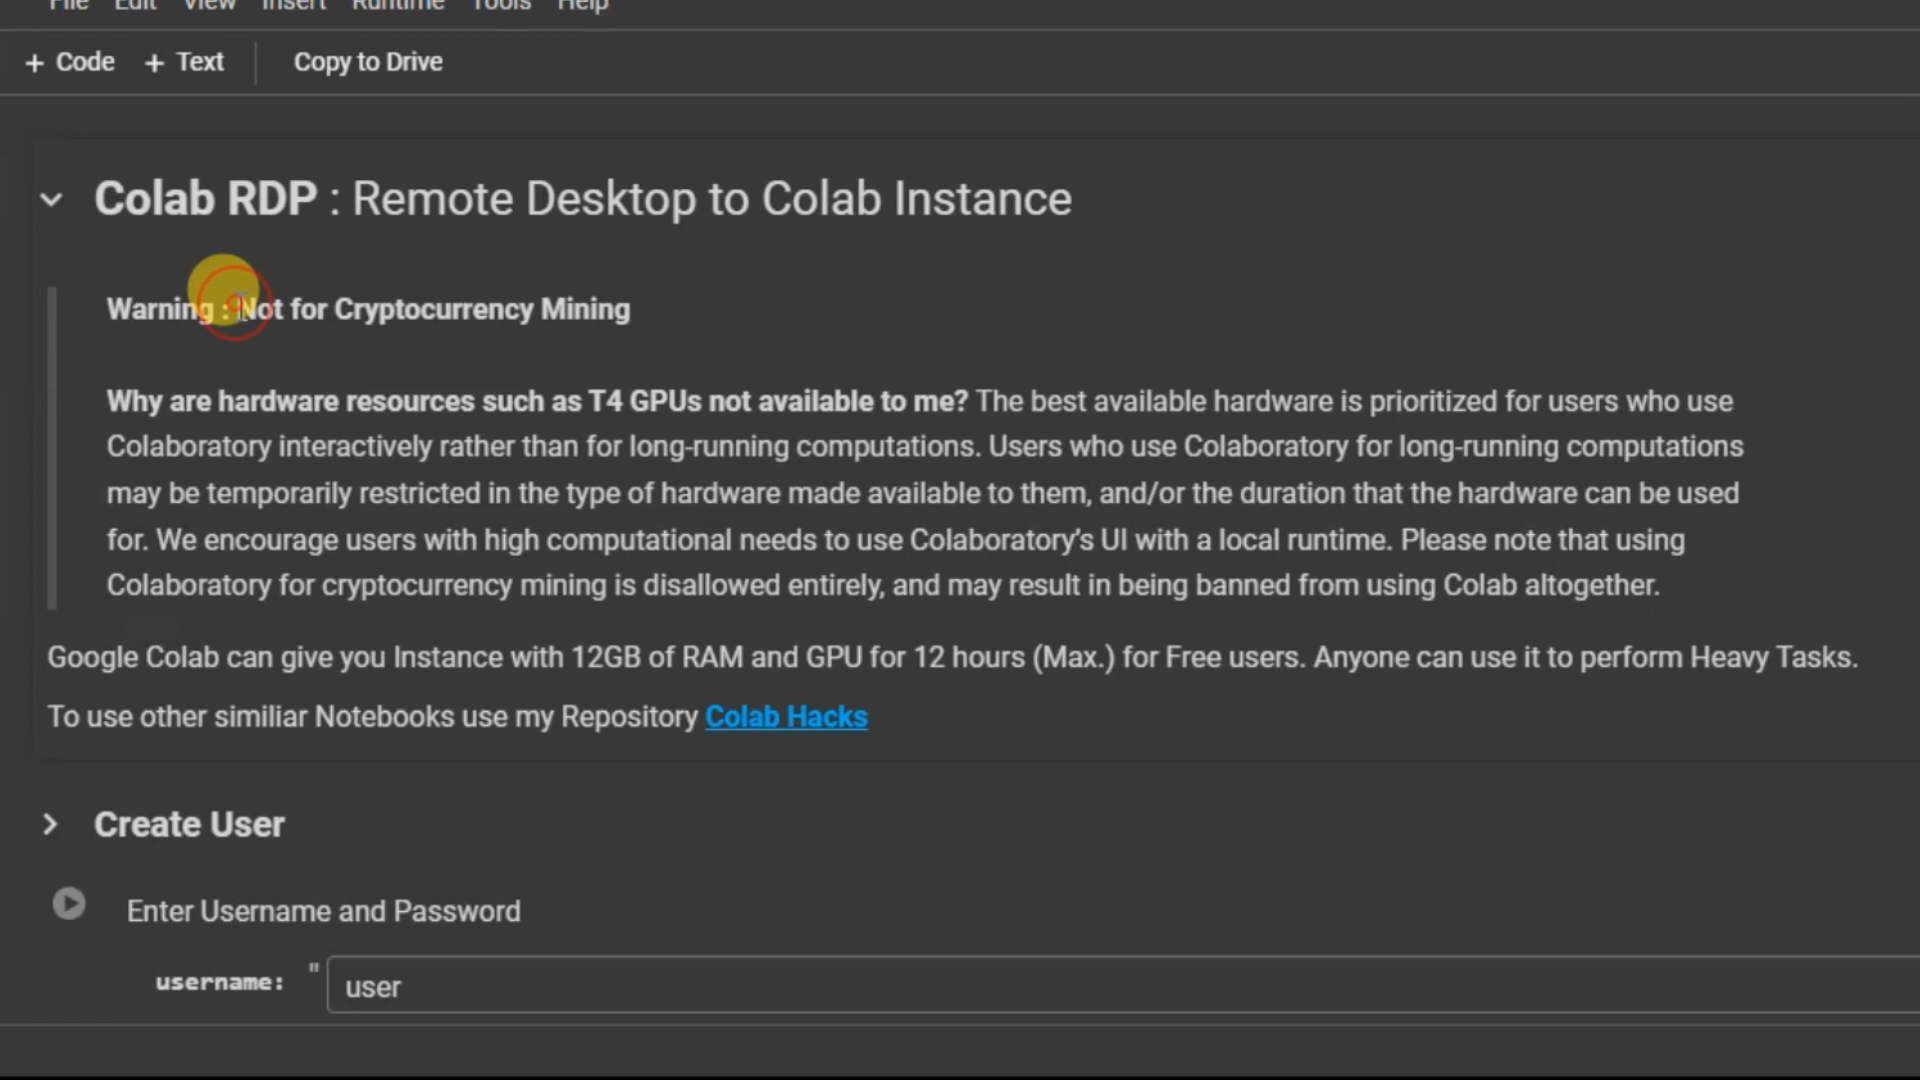 File Edit View Insert Runtime Tools Help
+ Code + Text Copy to Drive
Colab RDP : Remote Desktop to Colab Instance
Warning : Not for Cryptocurrency Mining
Why are hardware resources such as T4 GPUs not available to me? The best available hardware is prioritized for users who use
Colaboratory interactively rather than for long-running computations. Users who use Colaboratory for long-running computations
may be temporarily restricted in the type of hardware made available to them, and/or the duration that the hardware can be used
for. We encourage users with high computational needs to use Colaboratory's UI with a local runtime. Please note that using
Colaboratory for cryptocurrency mining is disallowed entirely, and may result in being banned from using Colab altogether.
Google Colab can give you Instance with 12GB of RAM and GPU for 12 hours (Max.) for Free users. Anyone can use it to perform Heavy Tasks.
To use other similiar Notebooks use my Repository Colab Hacks
Create User
Enter Username and Password
username: " user